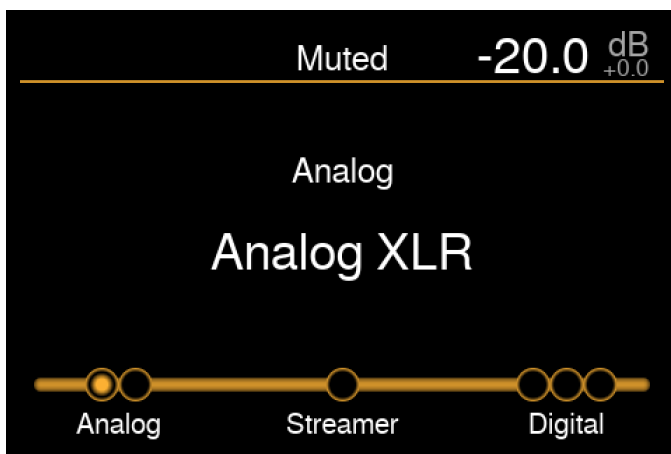 Muted -20.0 dB
+0.0
Analog
Analog XLR
Analog Streamer Digital